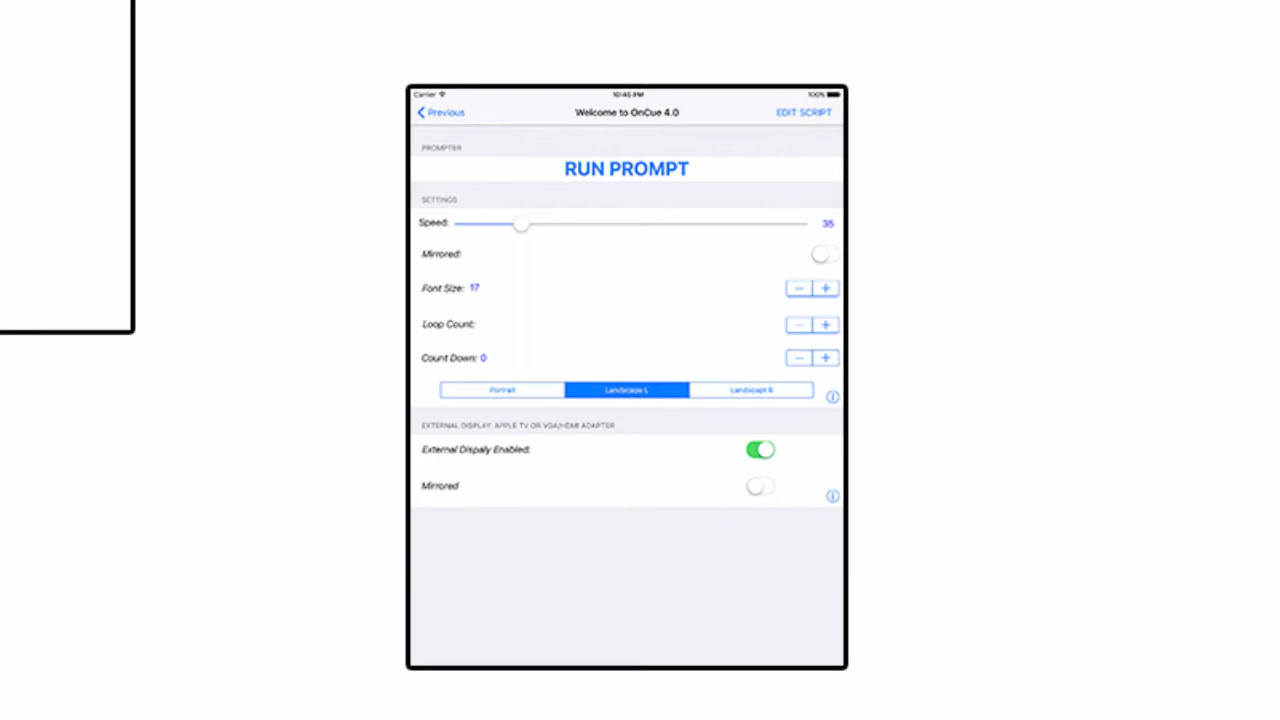 Carrier 10:45 PM 100%
Previous Welcome to OnCue 4.0 EDIT SCRIPT
PROMPTER
RUN PROMPT
SETTINGS
Speed: 35
Mirrored:
Font Size: 17
Loop Count:
Count Down: 0
Portrait Landscape L Landscapt R
EXTERNAL DISPLAY, APPLE TV OR VGA/HDMI ADAPTER
External Dispaly Enabled:
Mirrored